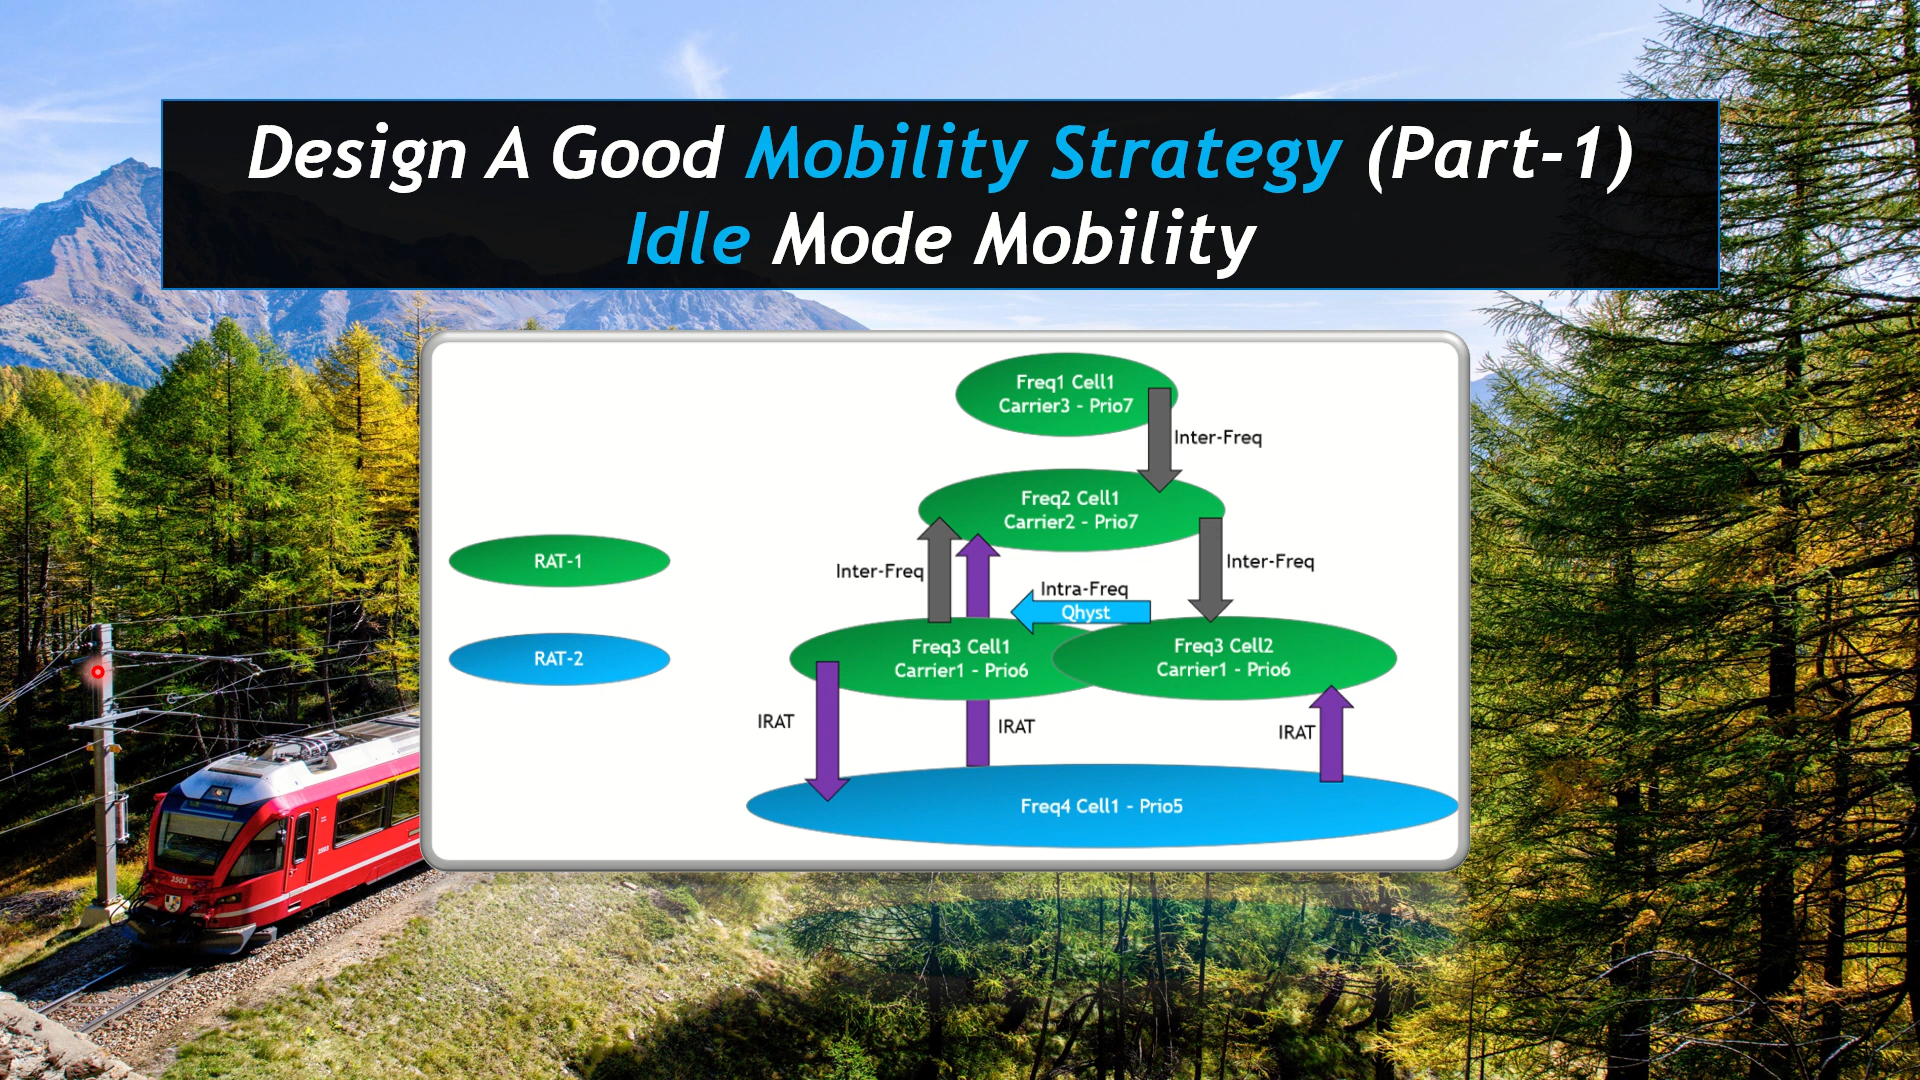 Design A Good Mobility Strategy (Part-1)
Idle Mode Mobility
Freq1 Cell1
Carrier3 - Prio7
Inter-Freq
Freq2 Cell1
Carrier2 - Prio7
RAT-1
Inter-Freq
Inter-Freq
Intra-Freq
Qhyst
Freq3 Cell1
Carrier1 - Prio6
Freq3 Cell2
Carrier1 - Prio6
RAT-2
IRAT
IRAT
IRAT
Freq4 Cell1 - Prio5
2503